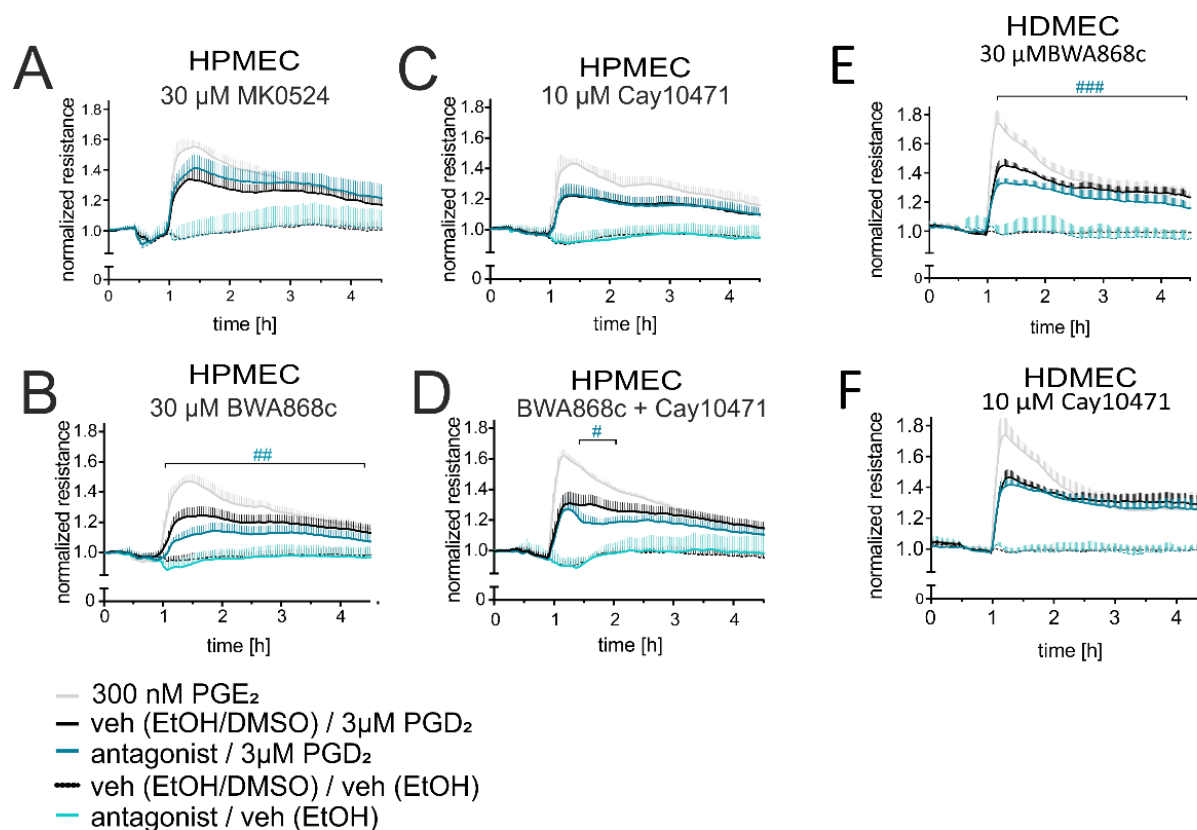 A
HPMEC
30 µM MK0524
normalized resistance
1.8
1.6
1.4
1.2
1.0
0
0 1 2 3 4
time [h]
C
HPMEC
10 µM Cay10471
normalized resistance
1.8
1.6
1.4
1.2
1.0
0
0 1 2 3 4
time [h]
E
HDMEC
30 µMBWA868c
###
normalized resistance
1.8
1.6
1.4
1.2
1.0
0
0 1 2 3 4
time [h]
B
HPMEC
30 µM BWA868c
##
normalized resistance
1.8
1.6
1.4
1.2
1.0
0
0 1 2 3 4
time [h]
D
HPMEC
BWA868c + Cay10471
#
normalized resistance
1.8
1.6
1.4
1.2
1.0
0
0 1 2 3 4
time [h]
F
HDMEC
10 µM Cay10471
normalized resistance
1.8
1.6
1.4
1.2
1.0
0
0 1 2 3 4
time [h]
300 nM PGE₂
veh (EtOH/DMSO) / 3µM PGD₂
antagonist / 3µM PGD₂
veh (EtOH/DMSO) / veh (EtOH)
antagonist / veh (EtOH)